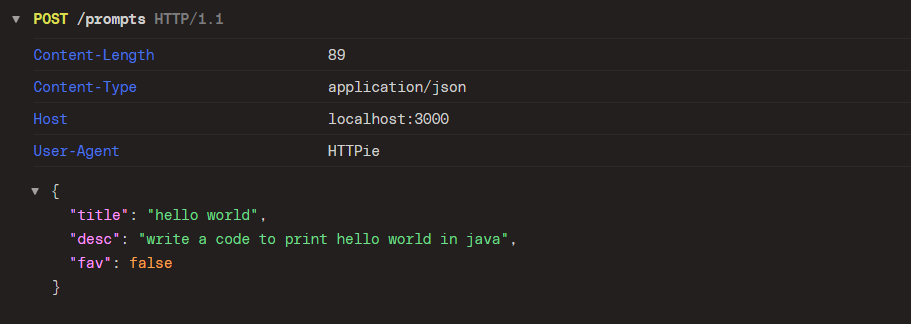 POST /prompts HTTP/1.1
Content-Length 89
Content-Type application/json
Host localhost:3000
User-Agent HTTPie
{
"title": "hello world",
"desc": "write a code to print hello world in java",
"fav": false
}